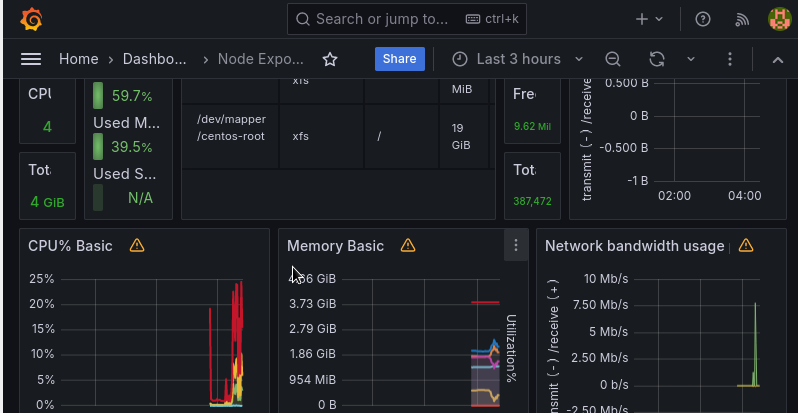 Search or jump to...
ctrl+k
Home
Dashbo...
Node Expo...
Share
Last 3 hours
CPU
4
Tot
4 GiB
59.7%
Used M...
39.5%
Used S...
N/A
xfs
MiB
/dev/mapper
/centos-root
xfs
/
19
GiB
Fre
9.62 Mil
Tot
387,472
transmit (-) /receive
0.500 B
0 B
-0.500 B
-1 B
02:00
04:00
CPU% Basic
25%
20%
15%
10%
5%
0%
Memory Basic
GiB
3.73 GiB
2.79 GiB
1.86 GiB
954 MiB
0 B
Utilization%
Network bandwidth usage
nsmit (-) /receive (+)
10 Mb/s
7.50 Mb/s
5 Mb/s
2.50 Mb/s
0 b/s
-2.50 Mb/s